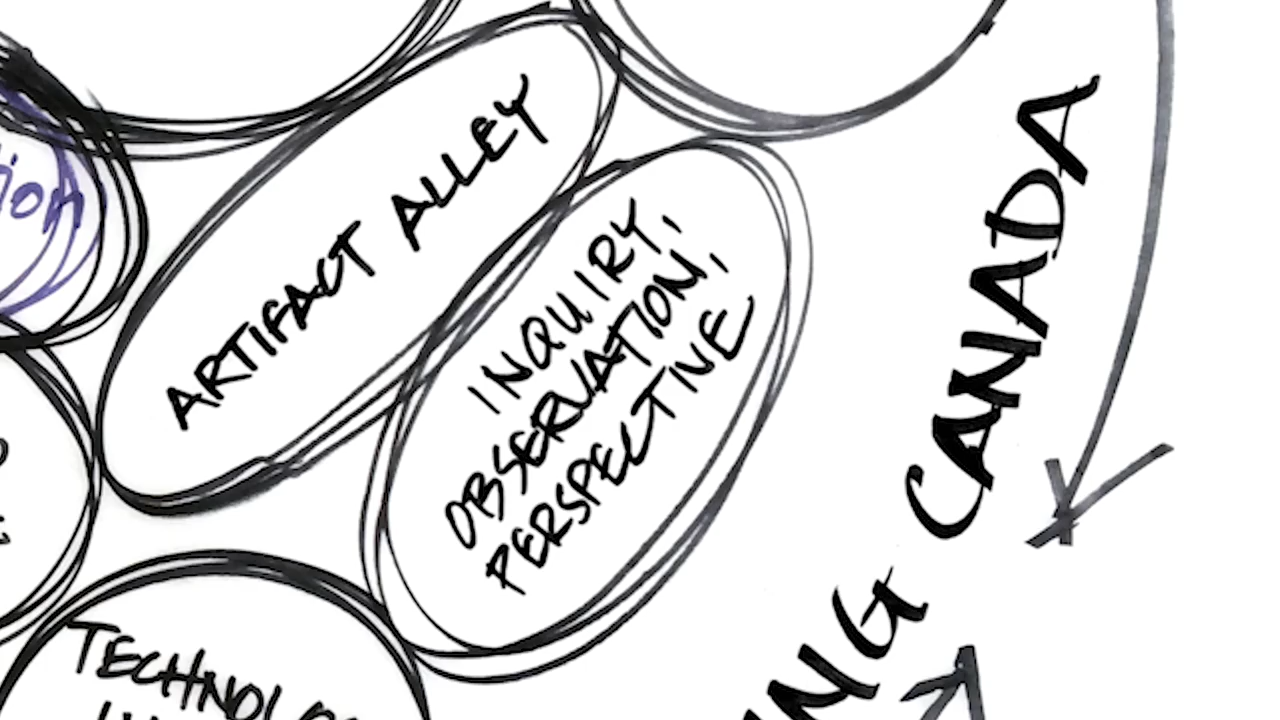 ARTIFACT ALLEY
INQUIRY,
OBSERVATION,
PERSPECTIVE
CANADA